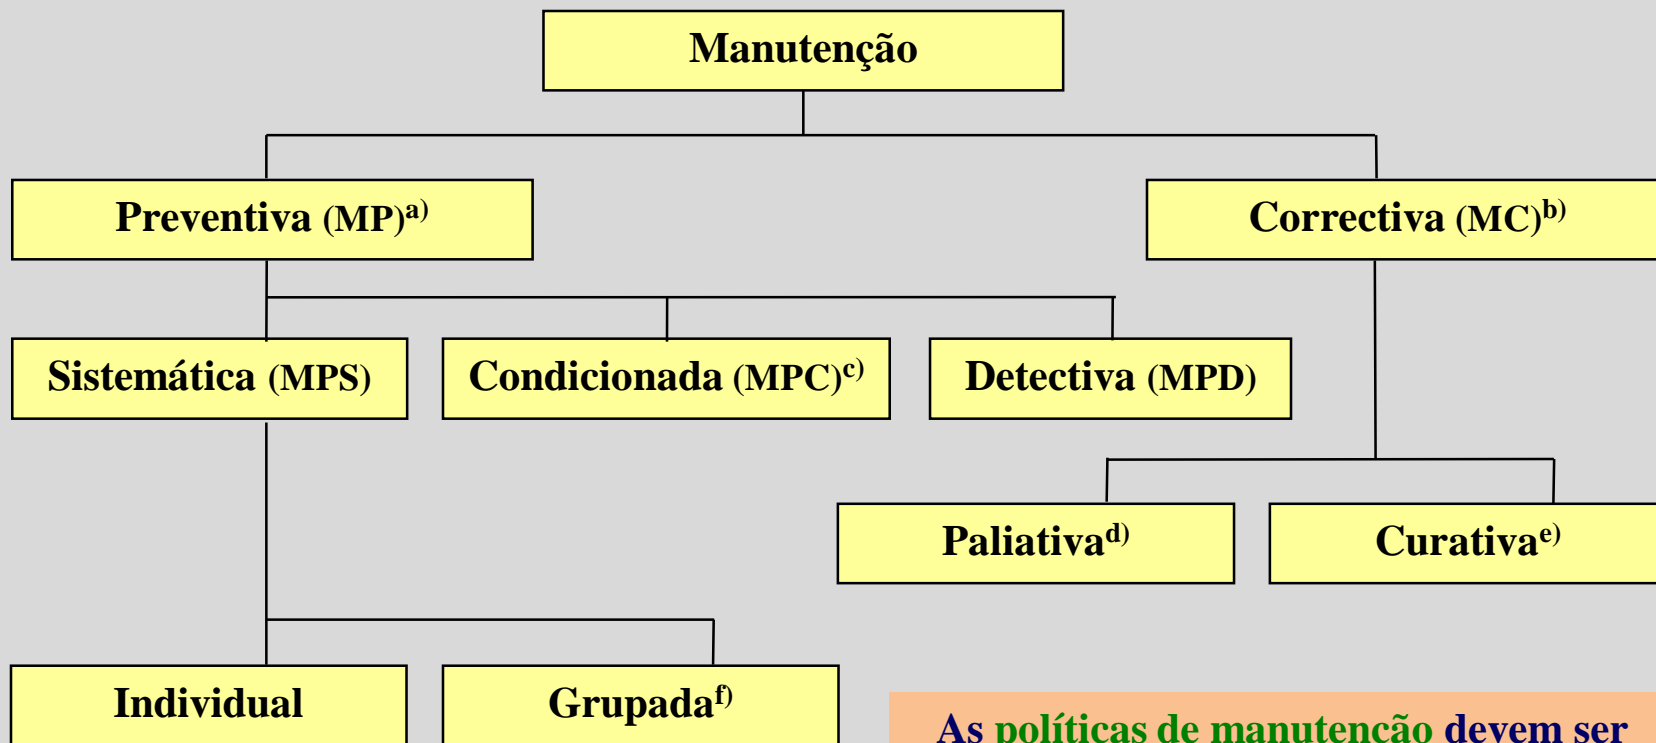 Manutenção
Preventiva (MP)a)
Correctiva (MC)b)
Sistemática (MPS)
Condicionada (MPC)c)
Detectiva (MPD)
Paliativad)
Curativae)
Individual
Grupadaf)
As políticas de manutenção devem ser